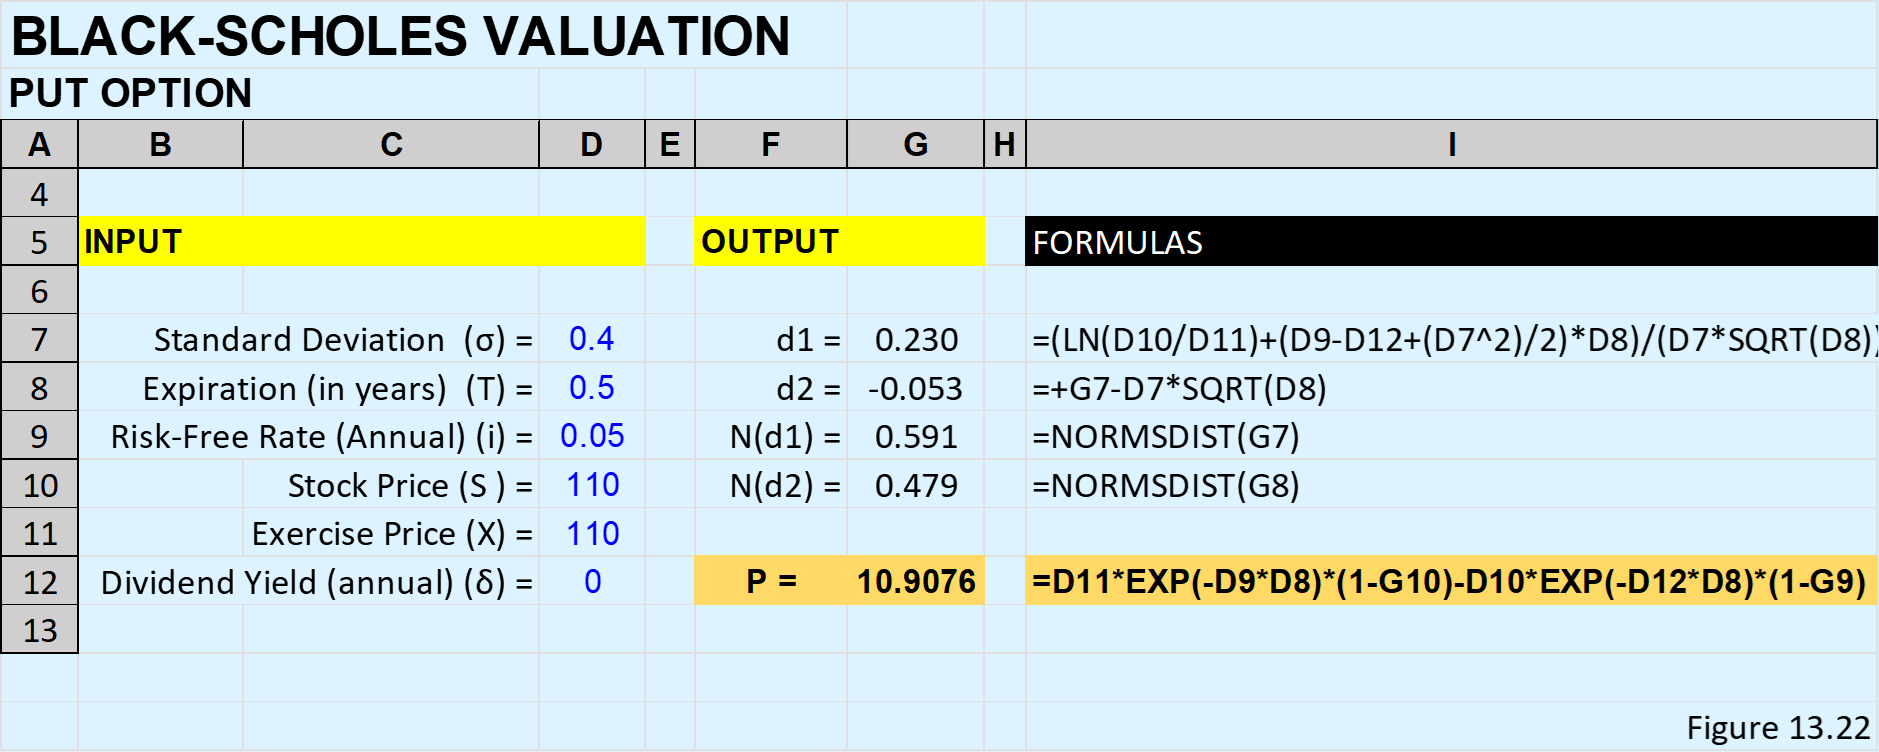 BLACK-SCHOLES VALUATION
PUT OPTION
A B C D E F G H I
4
5 INPUT OUTPUT FORMULAS
6
7 Standard Deviation (σ) = 0.4 d1 = 0.230 =(LN(D10/D11)+(D9-D12+(D7^2)/2)*D8)/(D7*SQRT(D8))
8 Expiration (in years) (T) = 0.5 d2 = -0.053 =+G7-D7*SQRT(D8)
9 Risk-Free Rate (Annual) (i) = 0.05 N(d1) = 0.591 =NORMSDIST(G7)
10 Stock Price (S ) = 110 N(d2) = 0.479 =NORMSDIST(G8)
11 Exercise Price (X) = 110
12 Dividend Yield (annual) (δ) = 0 P = 10.9076 =D11*EXP(-D9*D8)*(1-G10)-D10*EXP(-D12*D8)*(1-G9)
13
Figure 13.22